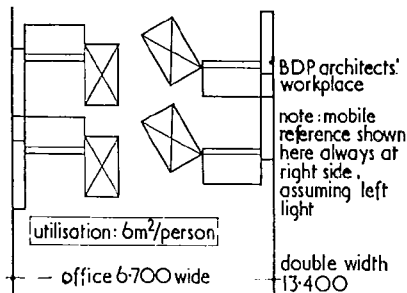 BDP architects'
workplace
note: mobile
reference shown
here always at
right side,
assuming left
light
utilisation: 6m²/person
office 6·700 wide
double width
13·400